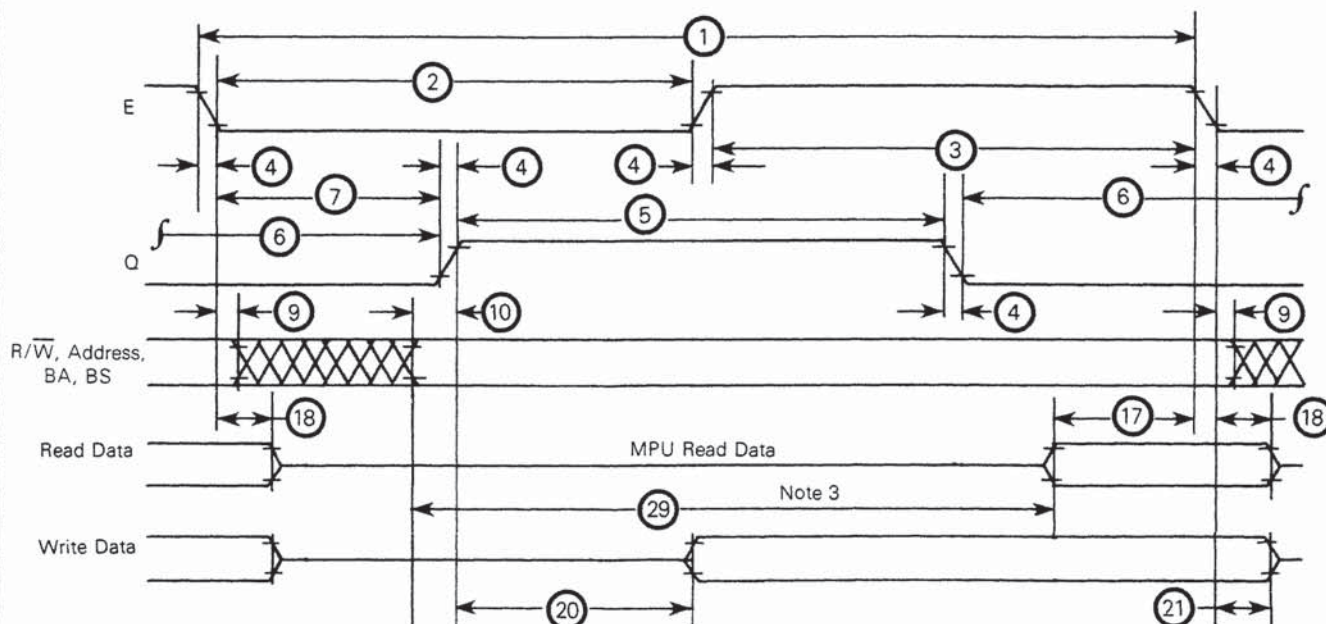 1
2
E
3
4
4
4
4
7
5
6
6
Q
9
10
4
9
R/W̅, Address,
BA, BS
18
17
18
Read Data
MPU Read Data
29
Note 3
Write Data
20
21